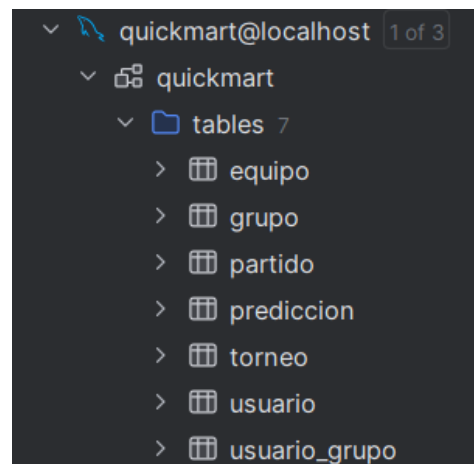 quickmart@localhost 1 of 3
quickmart
tables 7
equipo
grupo
partido
prediccion
torneo
usuario
usuario_grupo